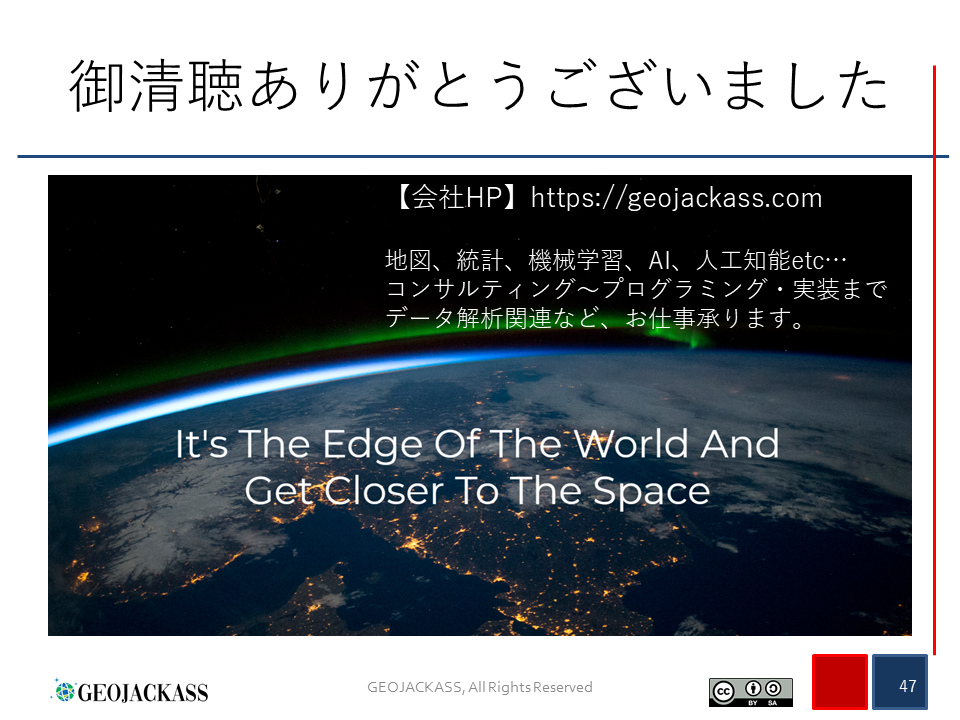 御清聴ありがとうございました
【会社HP】https://geojackass.com
地図、統計、機械学習、AI、人工知能etc…
コンサルティング～プログラミング・実装まで
データ解析関連など、お仕事承ります。
It's The Edge Of The World And
Get Closer To The Space
GEOJACKASS
GEOJACKASS, All Rights Reserved
cc
BY SA
47